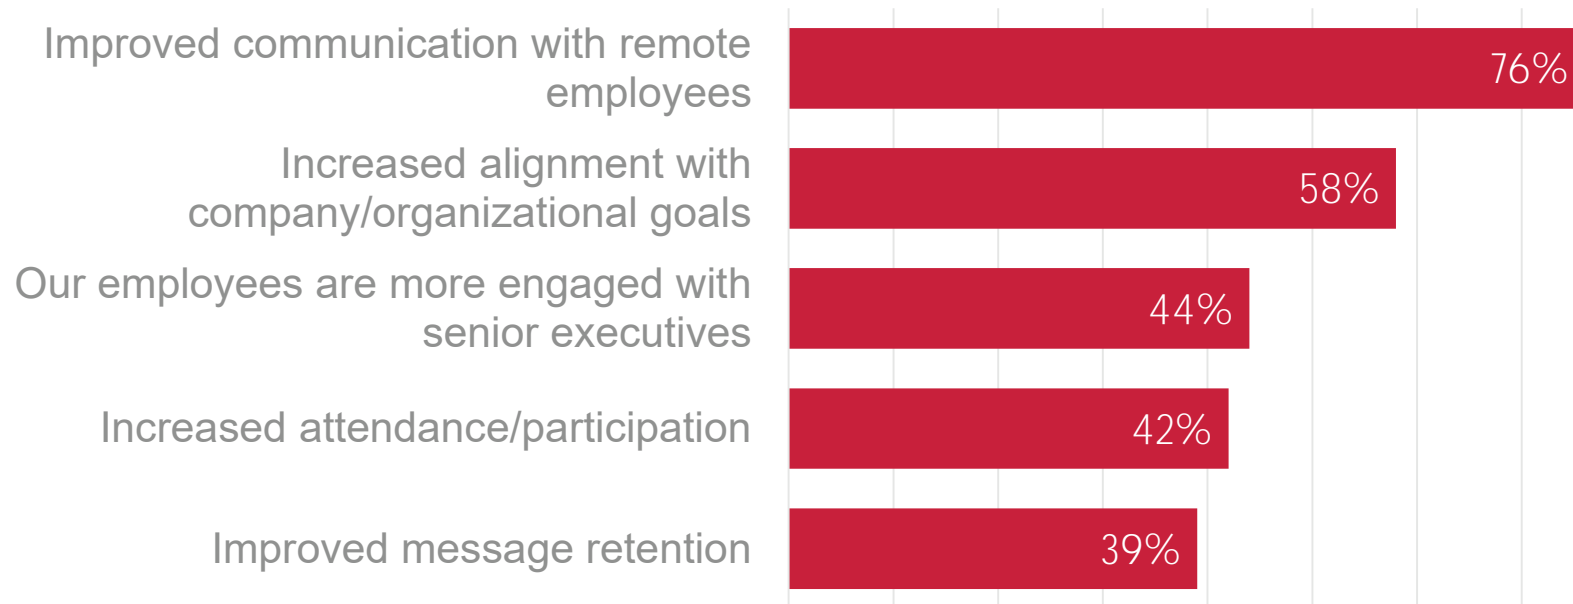 Improved communication with remote
employees
76%
Increased alignment with
company/organizational goals
58%
Our employees are more engaged with
senior executives
44%
Increased attendance/participation
42%
Improved message retention
39%